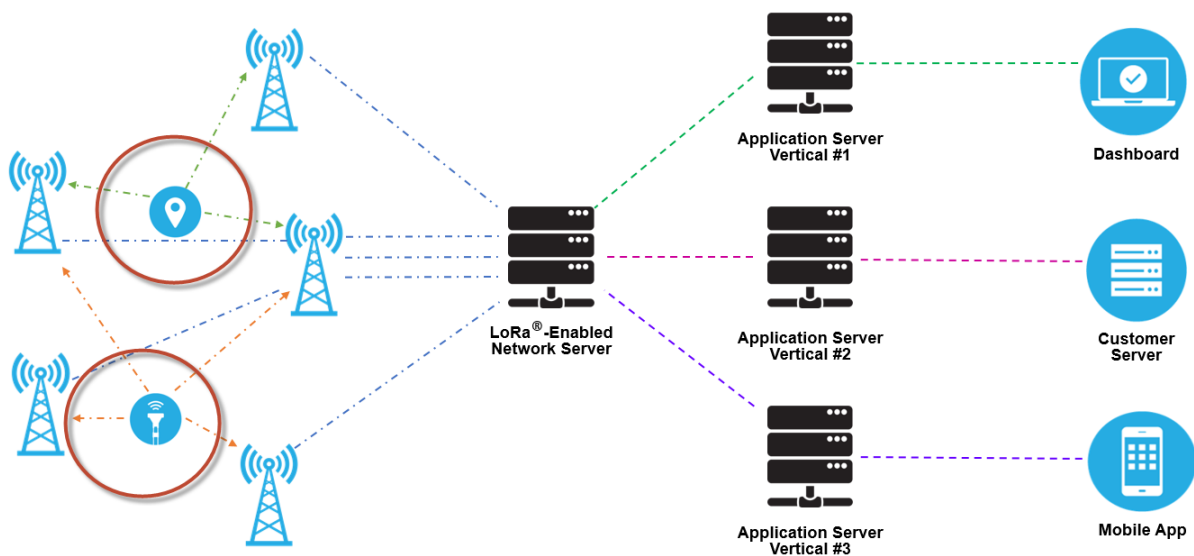 Application Server
Vertical #1
Dashboard
LoRa®-Enabled
Network Server
Application Server
Vertical #2
Customer
Server
Application Server
Vertical #3
Mobile App